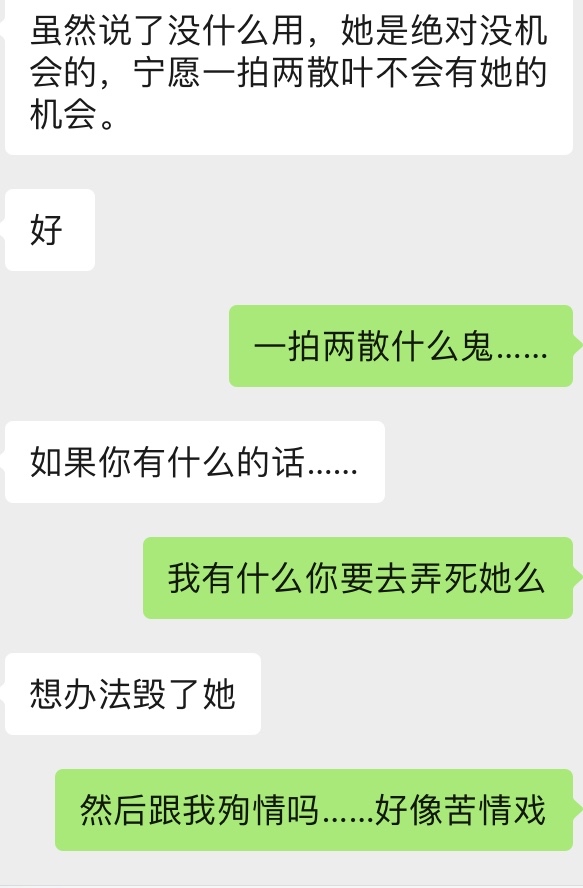 虽然说了没什么用，她是绝对没机
会的，宁愿一拍两散叶不会有她的
机会。
好
一拍两散什么鬼……
如果你有什么的话……
我有什么你要去弄死她么
想办法毁了她
然后跟我殉情吗……好像苦情戏